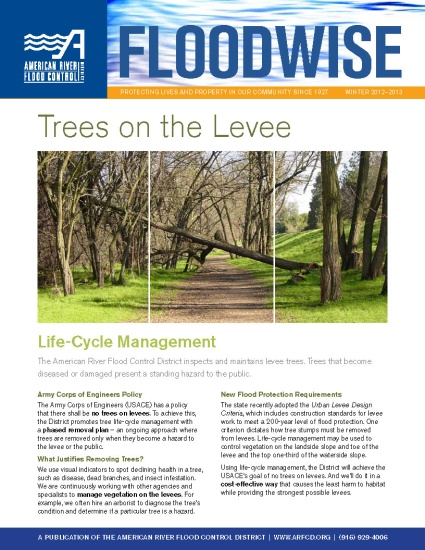 AMERICAN RIVER
FLOOD CONTROL
DISTRICT
FLOODWISE
PROTECTING LIVES AND PROPERTY IN OUR COMMUNITY SINCE 1927 WINTER 2012–2013
Trees on the Levee
Life-Cycle Management
The American River Flood Control District inspects and maintains levee trees. Trees that become
diseased or damaged present a standing hazard to the public.
Army Corps of Engineers Policy
The Army Corps of Engineers (USACE) has a policy
that there shall be no trees on levees. To achieve this,
the District promotes tree life-cycle management with
a phased removal plan – an ongoing approach where
trees are removed only when they become a hazard to
the levee or the public.
What Justifies Removing Trees?
We use visual indicators to spot declining health in a tree,
such as disease, dead branches, and insect infestation.
We are continuously working with other agencies and
specialists to manage vegetation on the levees. For
example, we often hire an arborist to diagnose the tree's
condition and determine if a particular tree is a hazard.
New Flood Protection Requirements
The state recently adopted the Urban Levee Design
Criteria, which includes construction standards for levee
work to meet a 200-year level of flood protection. One
criterion dictates how tree stumps must be removed
from levees. Life-cycle management may be used to
control vegetation on the landside slope and toe of the
levee and the top one-third of the waterside slope.
Using life-cycle management, the District will achieve the
USACE's goal of no trees on levees. And we'll do it in a
cost-effective way that causes the least harm to habitat
while providing the strongest possible levees.
A PUBLICATION OF THE AMERICAN RIVER FLOOD CONTROL DISTRICT | WWW.ARFCD.ORG | (916) 929-4006